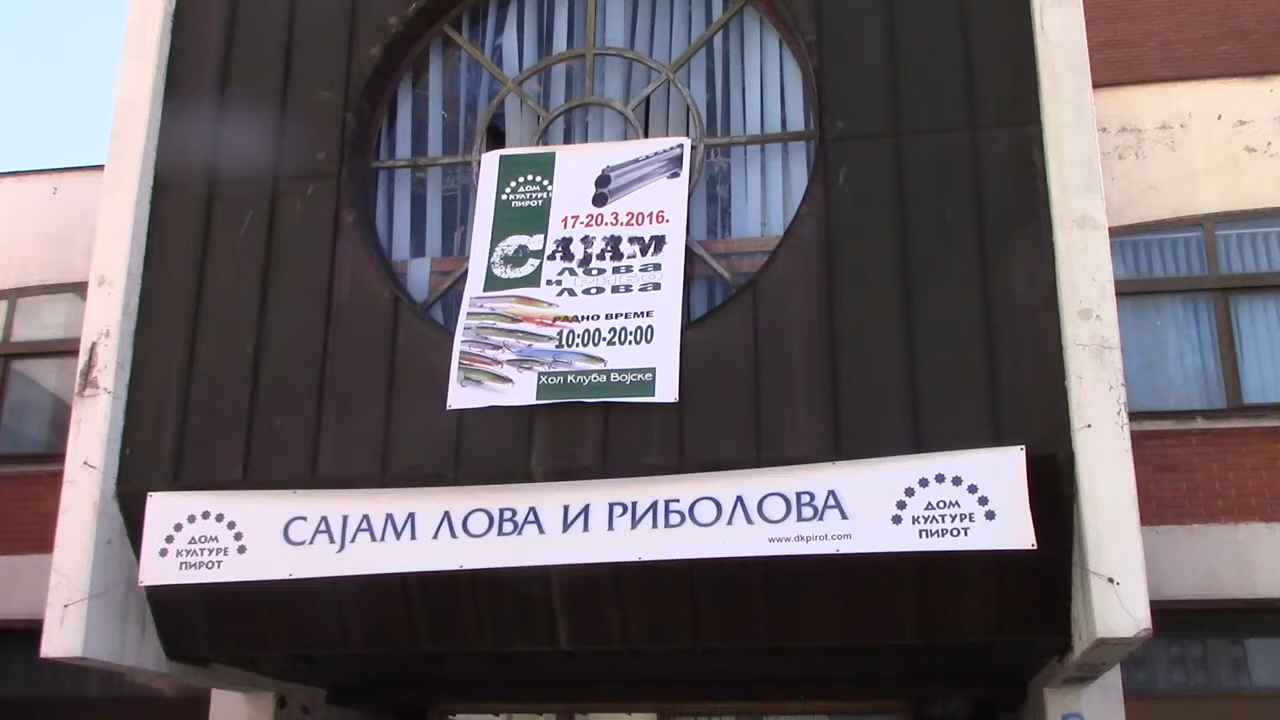 ДОМ
КУЛТУРЕ
ПИРОТ
17-20.3.2016.
САЈАМ
ЛОВА
И РИБО
ЛОВА
РАДНО ВРЕМЕ
10:00-20:00
Хол Клуба Војске
ДОМ
КУЛТУРЕ
ПИРОТ
САЈАМ ЛОВА И РИБОЛОВА
www.dkpirot.com
ДОМ
КУЛТУРЕ
ПИРОТ